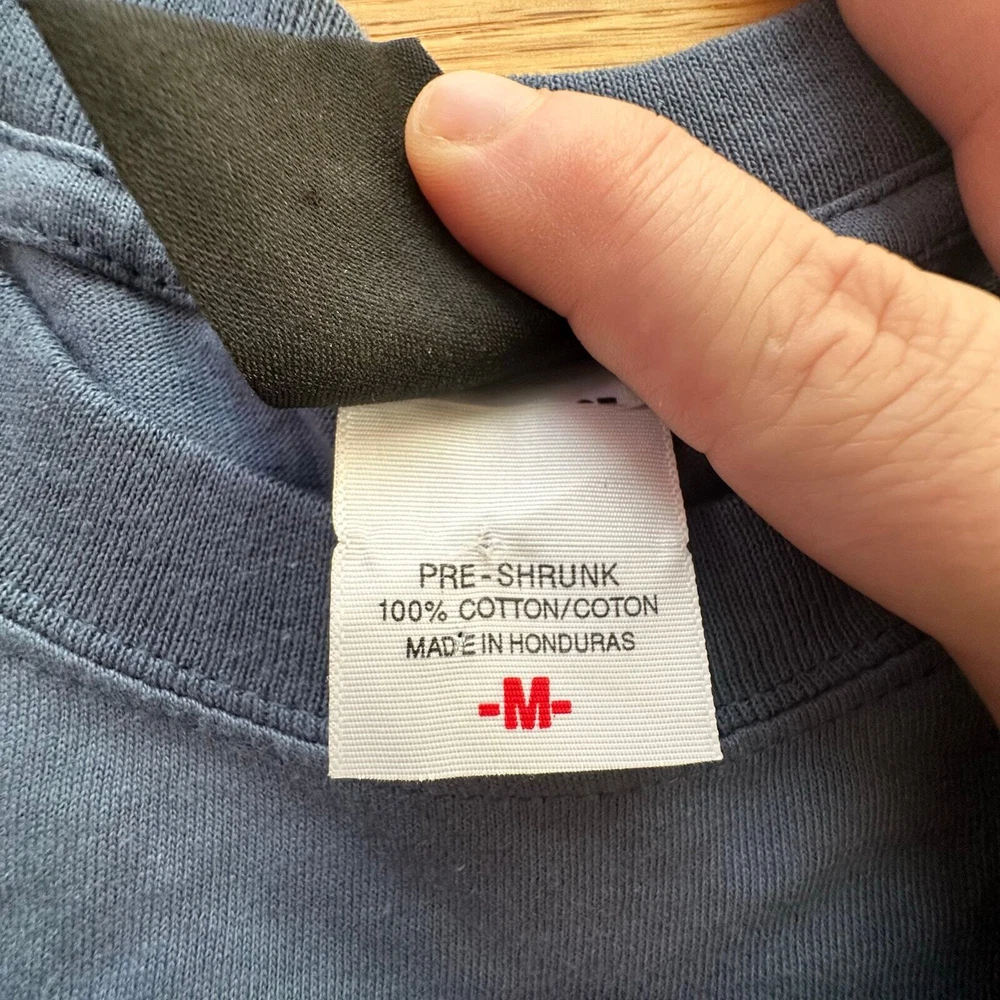 PRE-SHRUNK
100% COTTON/COTON
MADE IN HONDURAS
-M-